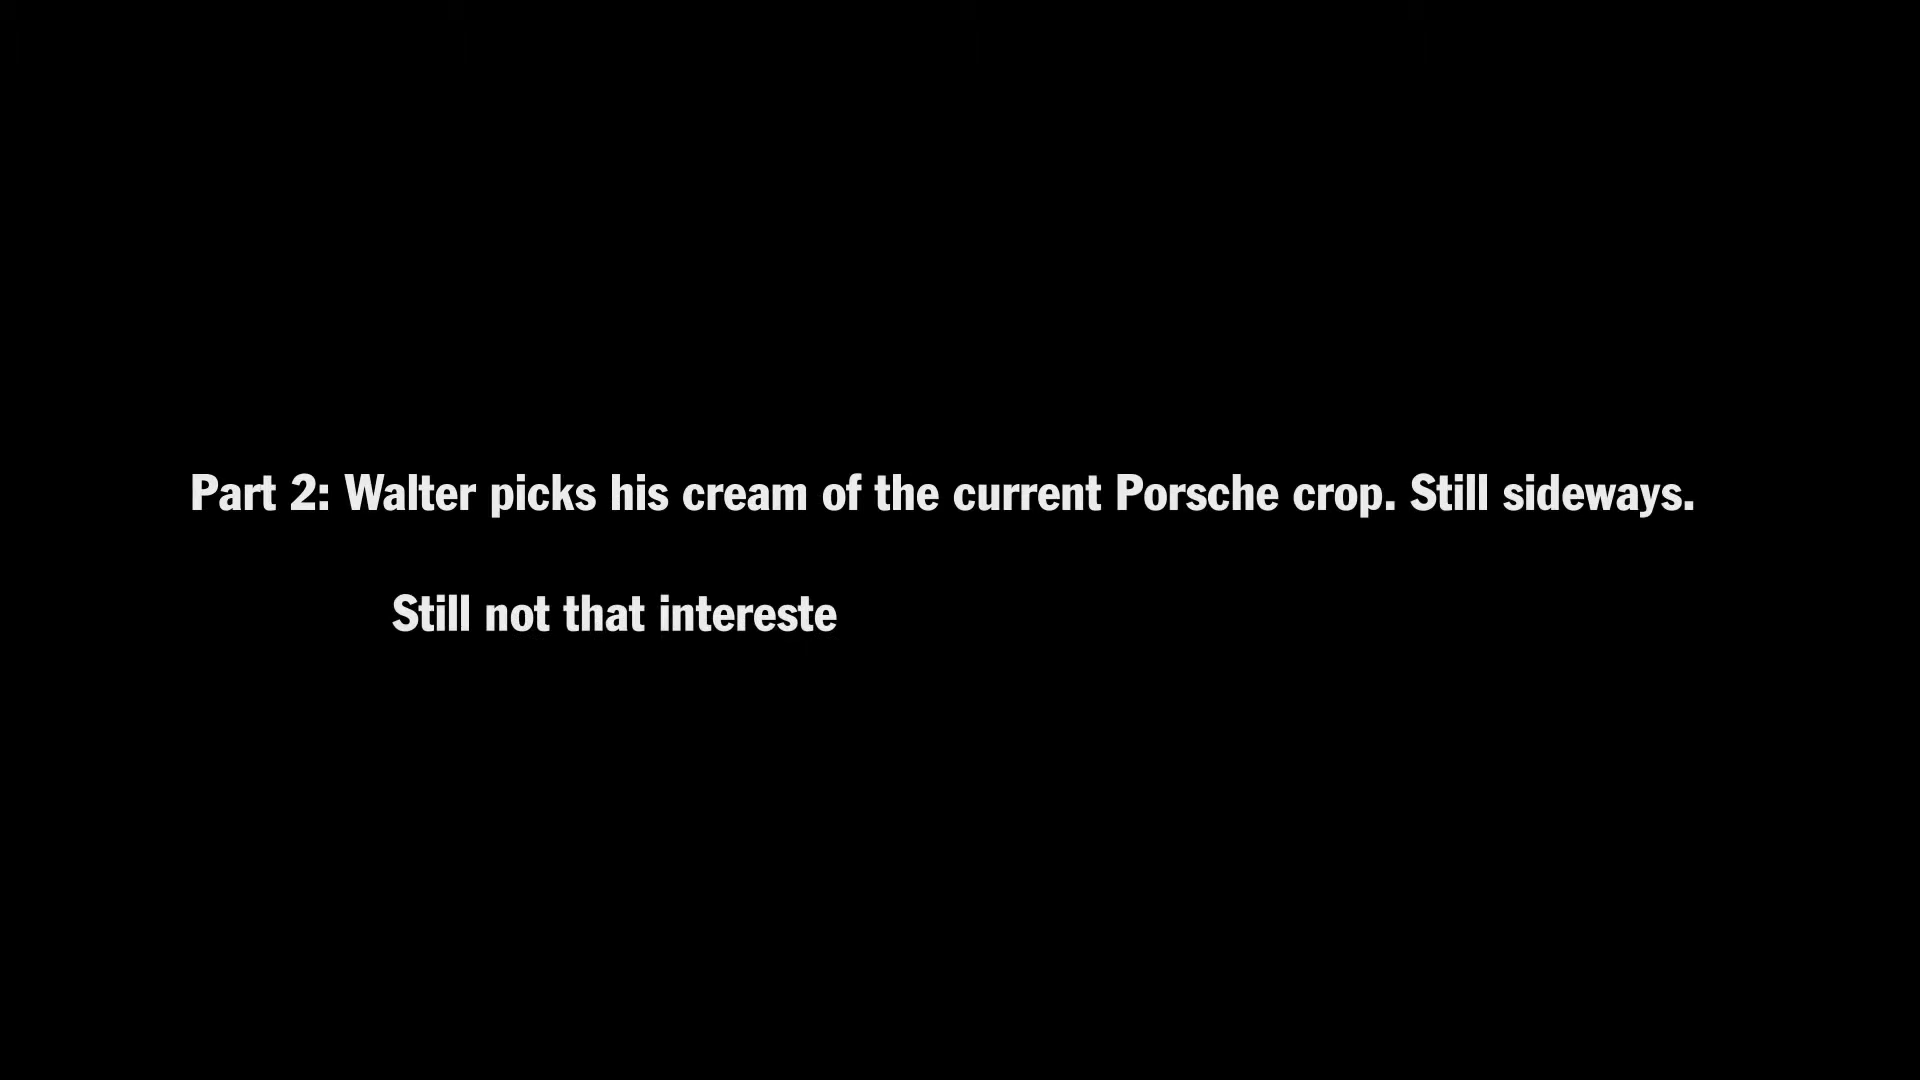 Part 2: Walter picks his cream of the current Porsche crop. Still sideways.
Still not that intereste